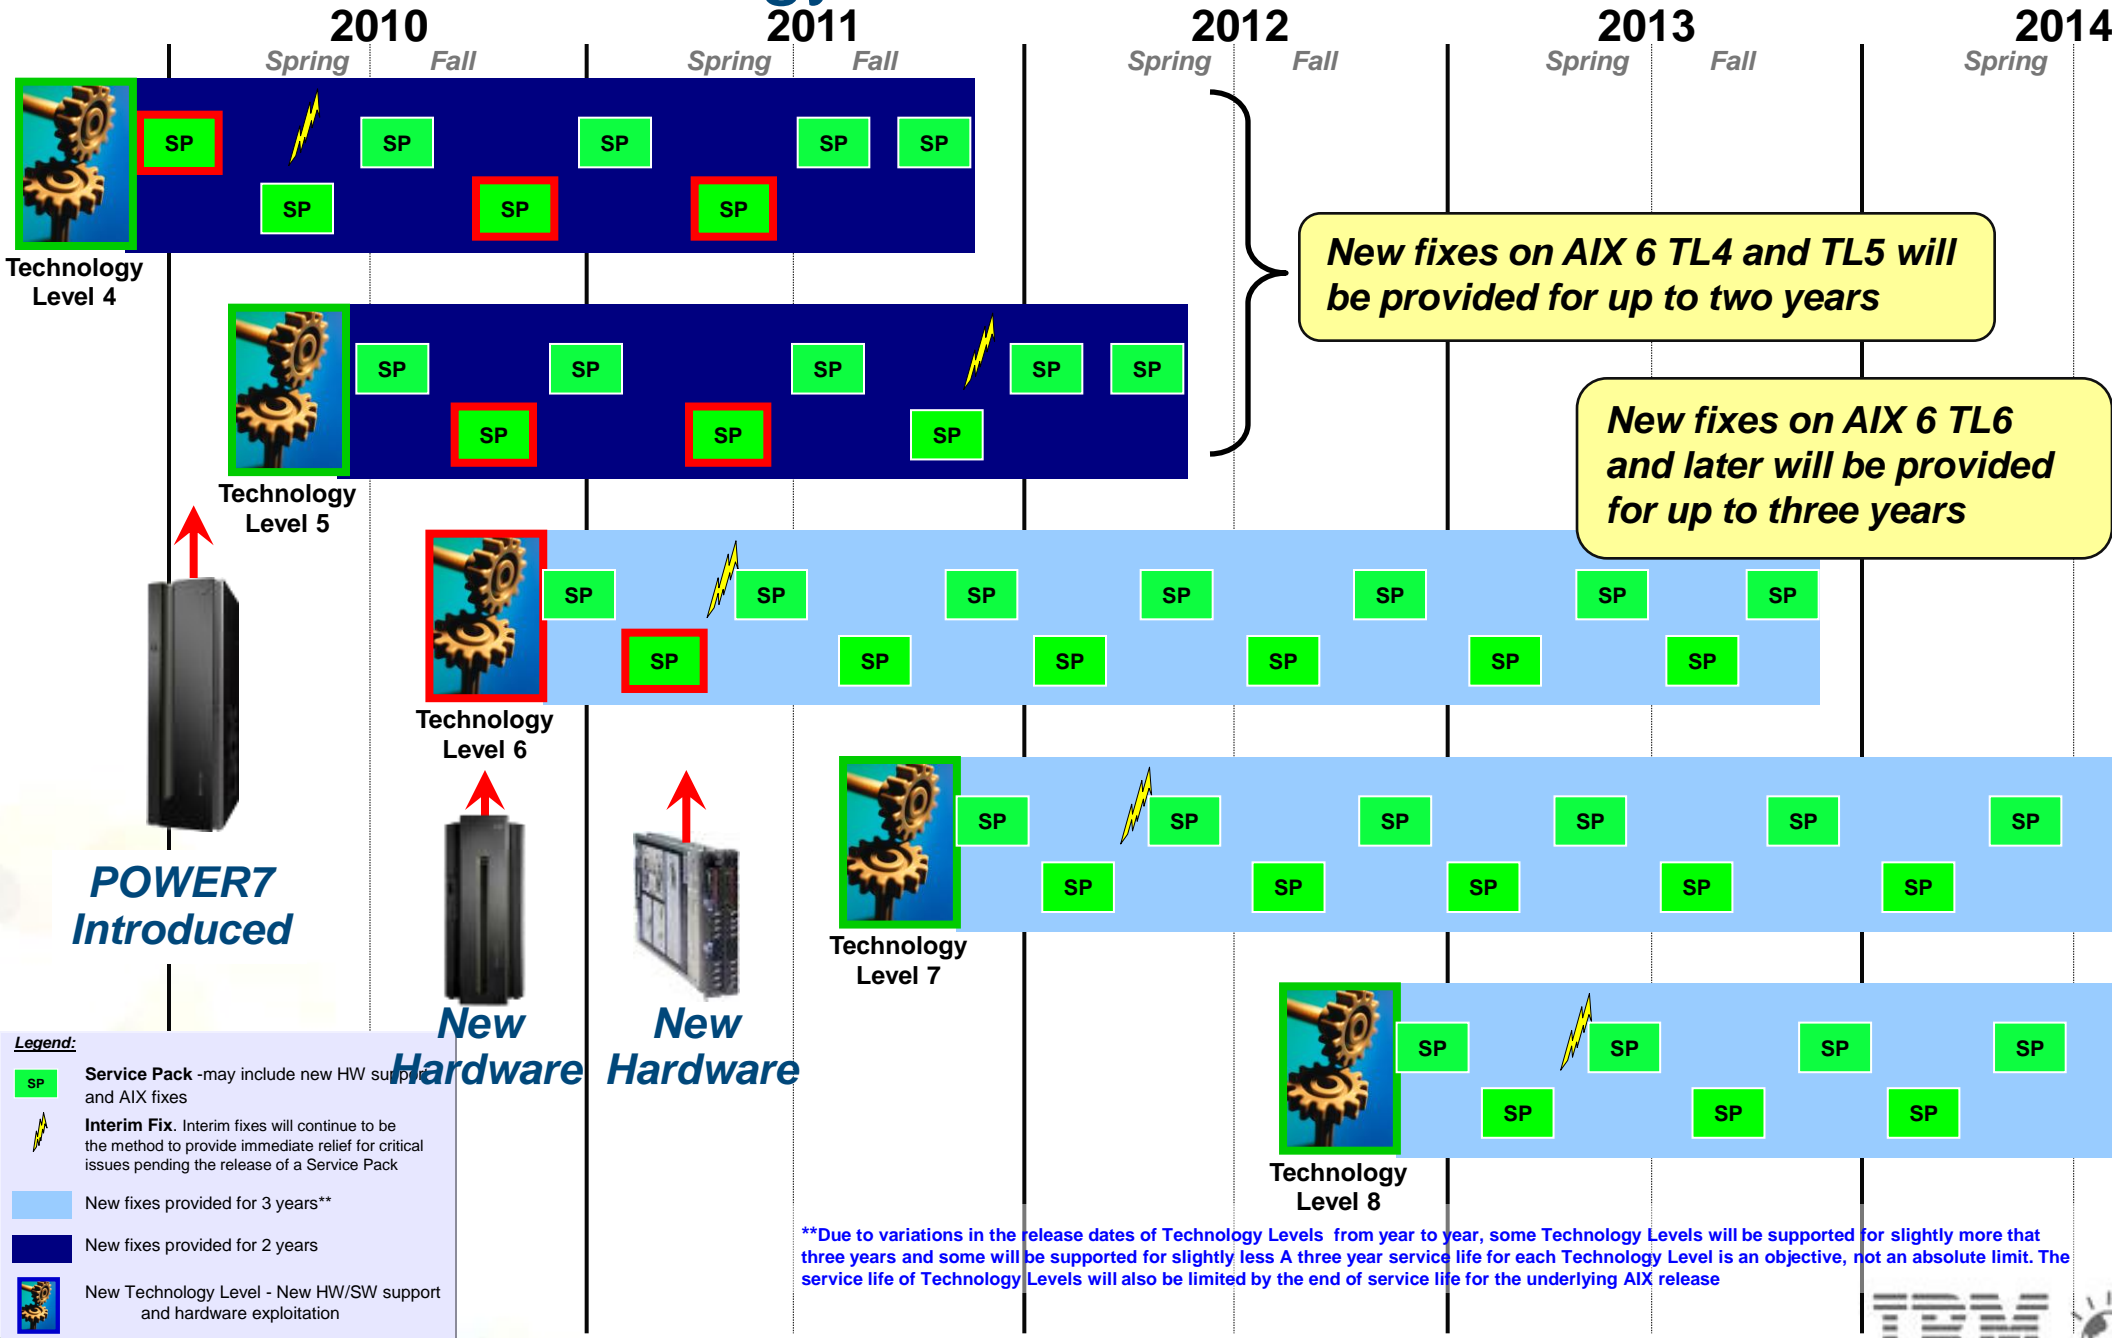 2010
2011
2012
2013
2014
Spring
Fall
Spring
Fall
Spring
Fall
Spring
Fall
Spring
SP
SP
SP
SP
SP
SP
SP
SP
Technology
Level 4
New fixes on AIX 6 TL4 and TL5 will
be provided for up to two years
SP
SP
SP
SP
SP
SP
SP
SP
Technology
Level 5
New fixes on AIX 6 TL6
and later will be provided
for up to three years
SP
SP
SP
SP
SP
SP
SP
SP
SP
SP
SP
SP
SP
Technology
Level 6
SP
SP
SP
SP
SP
SP
SP
SP
SP
SP
SP
Technology
Level 7
POWER7
Introduced
New
Hardware
New
Hardware
SP
SP
SP
SP
SP
SP
SP
Technology
Level 8
Legend:
SP
Service Pack -may include new HW support
and AIX fixes
Interim Fix. Interim fixes will continue to be
the method to provide immediate relief for critical
issues pending the release of a Service Pack
New fixes provided for 3 years**
New fixes provided for 2 years
New Technology Level - New HW/SW support
and hardware exploitation
**Due to variations in the release dates of Technology Levels from year to year, some Technology Levels will be supported for slightly more that
three years and some will be supported for slightly less A three year service life for each Technology Level is an objective, not an absolute limit. The
service life of Technology Levels will also be limited by the end of service life for the underlying AIX release
IBM